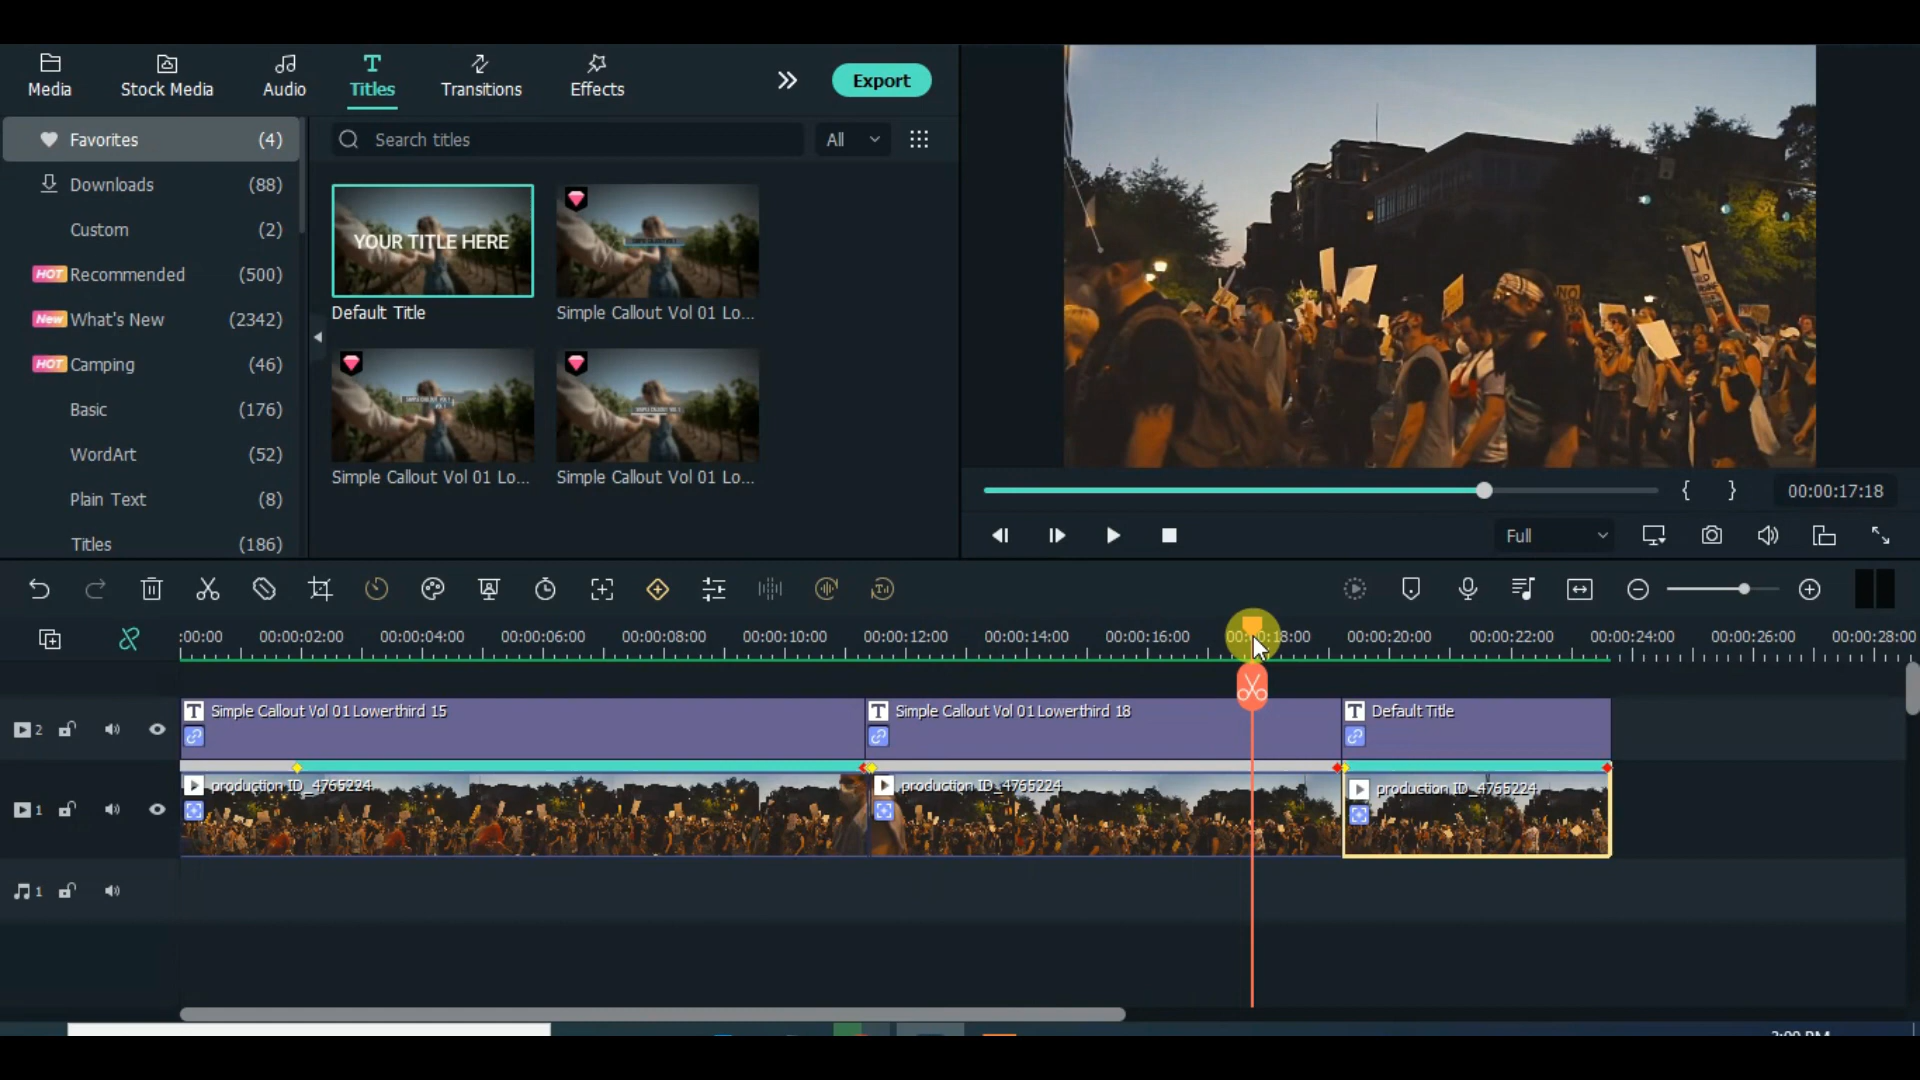 Media
Stock Media
Audio
Titles
Transitions
Effects
Export
Favorites (4)
Downloads (88)
Custom (2)
HOT Recommended (500)
New What's New (2342)
HOT Camping (46)
Basic (176)
WordArt (52)
Plain Text (8)
Titles (186)
Search titles
All
YOUR TITLE HERE
Default Title
Simple Callout Vol 01 Lo...
Simple Callout Vol 01 Lo...
Simple Callout Vol 01 Lo...
{ } 00:00:17:18
Full
:00:00 00:00:02:00 00:00:04:00 00:00:06:00 00:00:08:00 00:00:10:00 00:00:12:00 00:00:14:00 00:00:16:00 00:00:18:00 00:00:20:00 00:00:22:00 00:00:24:00 00:00:26:00 00:00:28:00
2
Simple Callout Vol 01 Lowerthird 15
Simple Callout Vol 01 Lowerthird 18
Default Title
1
production ID_4765224
production ID_4765224
production ID_4765224
1